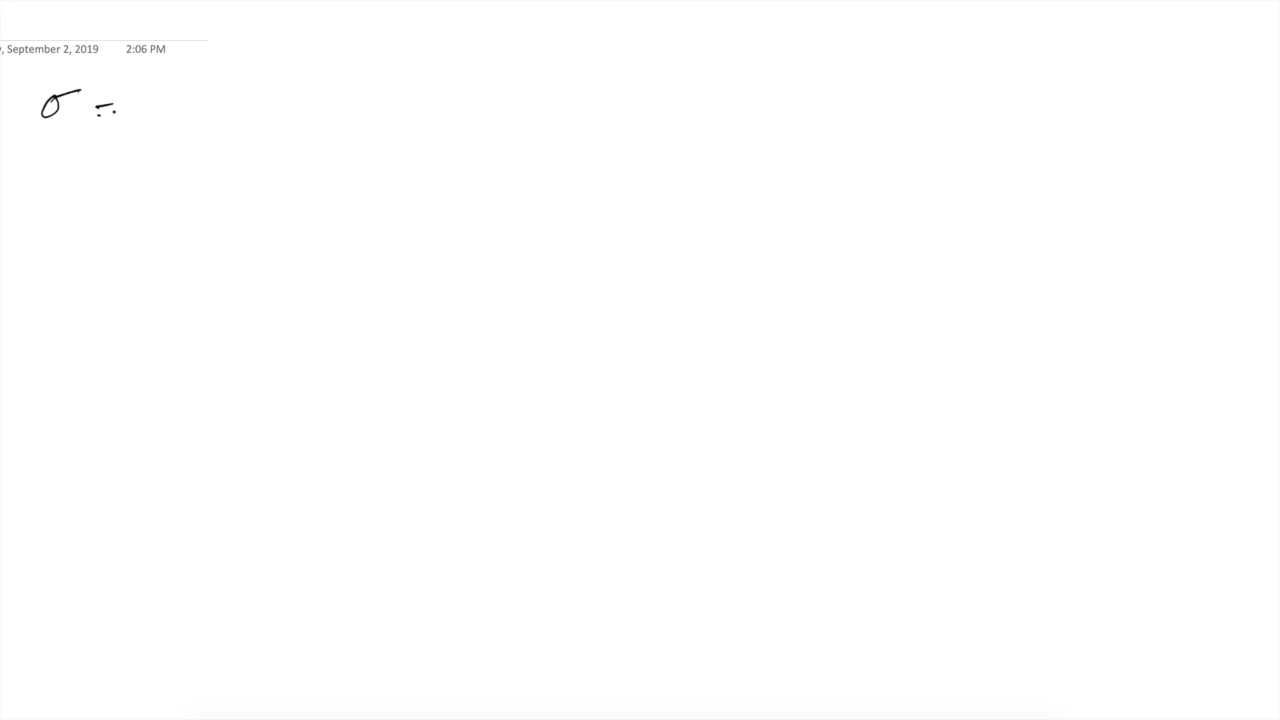 , September 2, 2019 2:06 PM
σ =